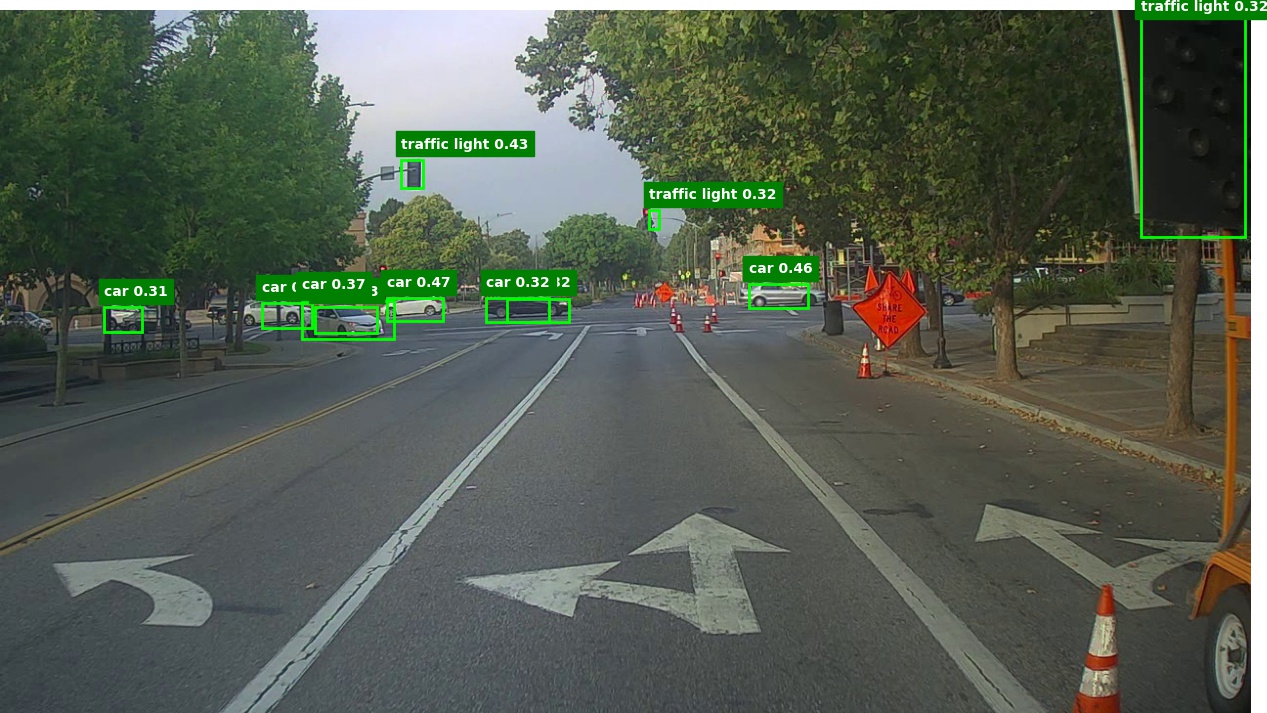 traffic light 0.32
traffic light 0.43
traffic light 0.32
car 0.46
car 0.47
car 0.32
car 0.37
car 0.31
SHARE
THE
ROAD